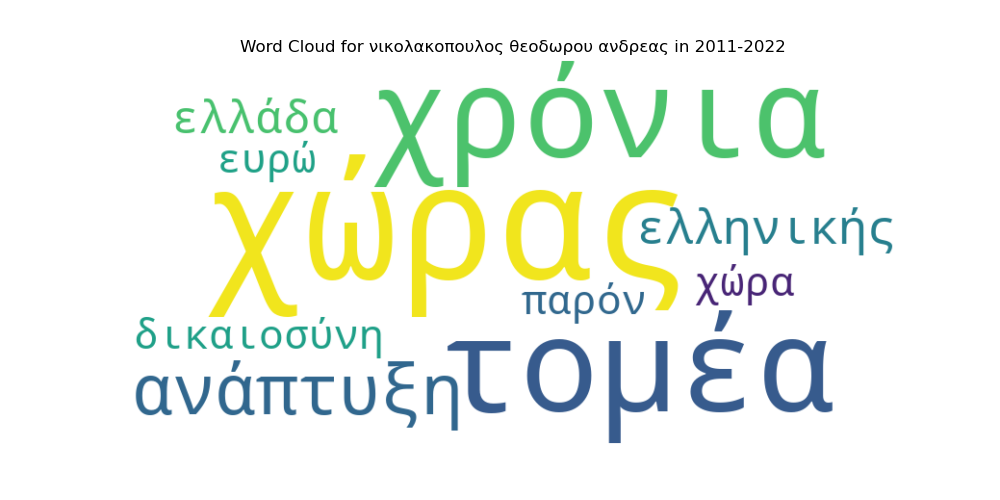 Word Cloud for νικολακοπουλος θεοδωρου ανδρεας in 2011-2022
χρόνια
ελλάδα
ευρώ
χώρας
ελληνικής
χώρα
παρόν
δικαιοσύνη
τομέα
ανάπτυξη